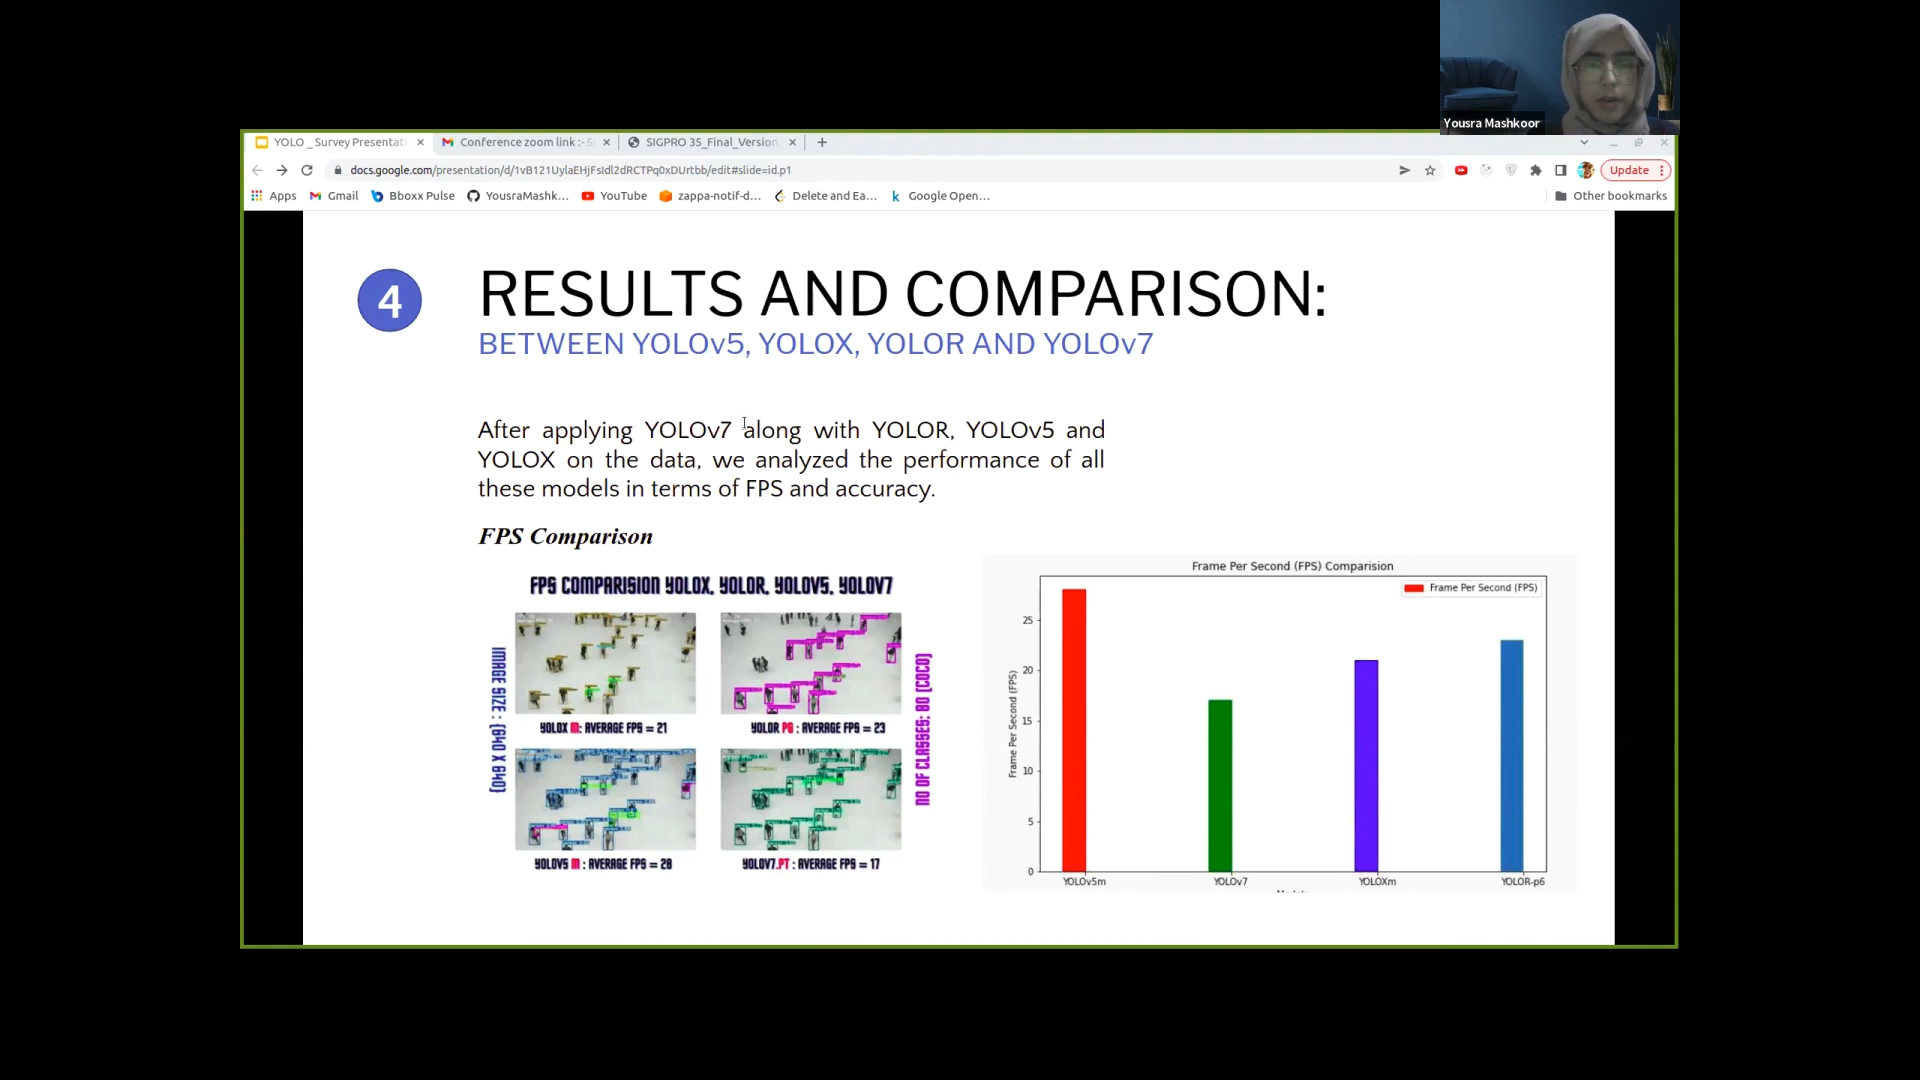 Yousra Mashkoor
YOLO _ Survey Presentati
Conference zoom link :- S
SIGPRO 35_Final_Version
docs.google.com/presentation/d/1vB121UylaEHjFsIdl2dRCTPq0xDUrtbb/edit#slide=id.p1
Update
Apps
Gmail
Bboxx Pulse
YousraMashk...
YouTube
zappa-notif-d...
Delete and Ea...
Google Open...
Other bookmarks
4
RESULTS AND COMPARISON:
BETWEEN YOLOv5, YOLOX, YOLOR AND YOLOv7
After applying YOLOv7 along with YOLOR, YOLOv5 and
YOLOX on the data, we analyzed the performance of all
these models in terms of FPS and accuracy.
FPS Comparison
FPS COMPARISION YOLOX, YOLOR, YOLOV5, YOLOV7
IMAGE SIZE : (640 X 640)
NO OF CLASSES: 80 (COCO)
YOLOX M: AVERAGE FPS = 21
YOLOR P6 : AVERAGE FPS = 23
YOLOV5 M : AVERAGE FPS = 28
YOLOV7.PT : AVERAGE FPS = 17
Frame Per Second (FPS) Comparision
Frame Per Second (FPS)
Frame Per Second (FPS)
25
20
15
10
5
0
YOLOv5m
YOLOv7
YOLOXm
YOLOR-p6